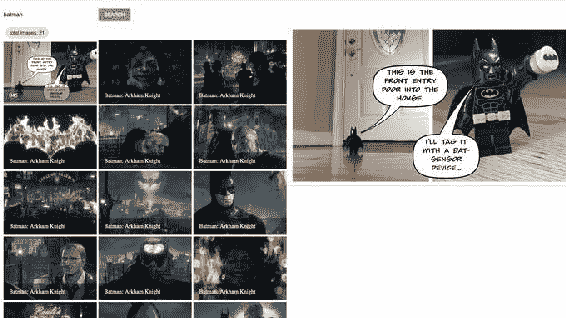 batman
SEARCH
total images: 21
Batman: Arkham Knight
Batman: Arkham Knight
Batman: Arkham Knight
Batman: Arkham Knight
Batman: Arkham Knight
Batman: Arkham Knight
Batman: Arkham Knight
Batman: Arkham Knight
Batman: Arkham Knight
Batman: Arkham Knight
Batman: Arkham Knight
THIS IS THE
FRONT ENTRY
DOOR INTO THE
HOUSE
I'LL TAG IT
WITH A BAT-
SENSOR
DEVICE...